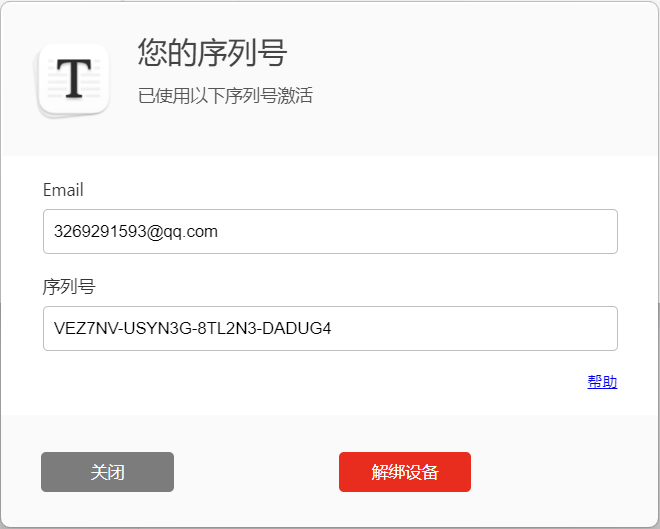 T
您的序列号
已使用以下序列号激活
Email
3269291593@qq.com
序列号
VEZ7NV-USYN3G-8TL2N3-DADUG4
帮助
关闭
解绑设备